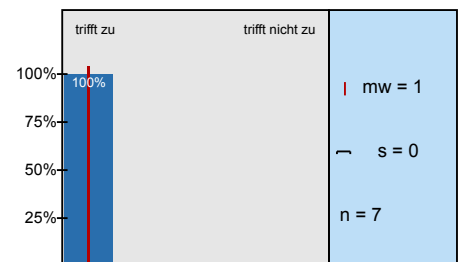 trifft zu trifft nicht zu
100%
100%
75%
50%
25%
mw = 1
s = 0
n = 7